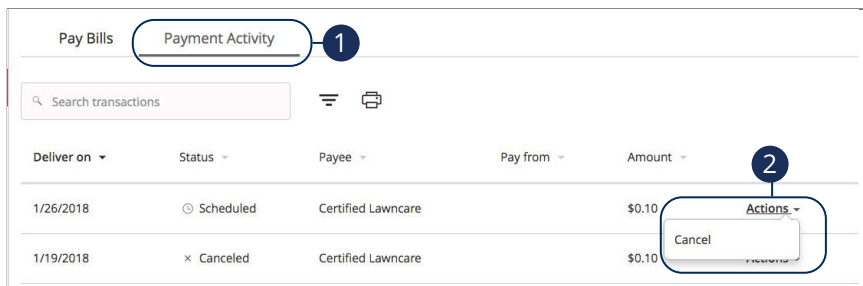 Pay Bills Payment Activity 1
Search transactions
Deliver on Status Payee Pay from Amount
2
1/26/2018 Scheduled Certified Lawncare $0.10 Actions
Cancel
1/19/2018 Canceled Certified Lawncare $0.10 Actions